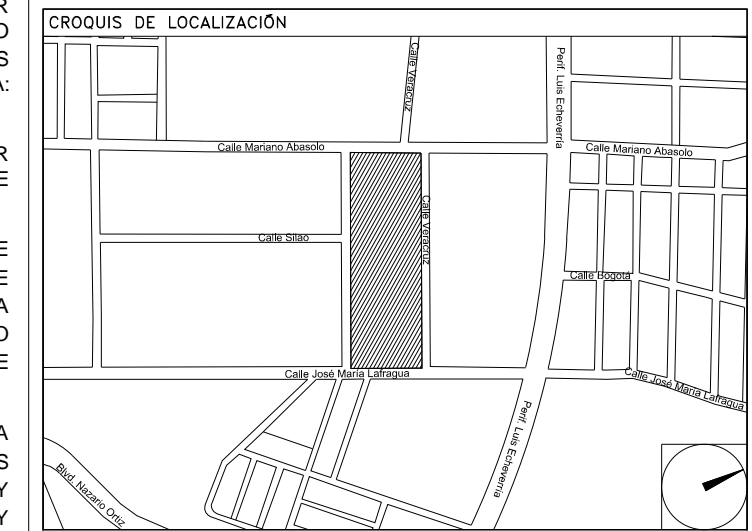 CROQUIS DE LOCALIZACIÓN
R
O
S
A:
R
E
E
E
A
O
E
A
S
Y
Y
Calle Veracruz
Perif. Luis Echeverría
Calle Mariano Abasolo
Calle Mariano Abasolo
Calle Silao
Calle Veracruz
Calle Bogotá
Calle José María Lafragua
Calle José María Lafragua
Perif. Luis Echeverría
Blvd. Nazario Ortiz